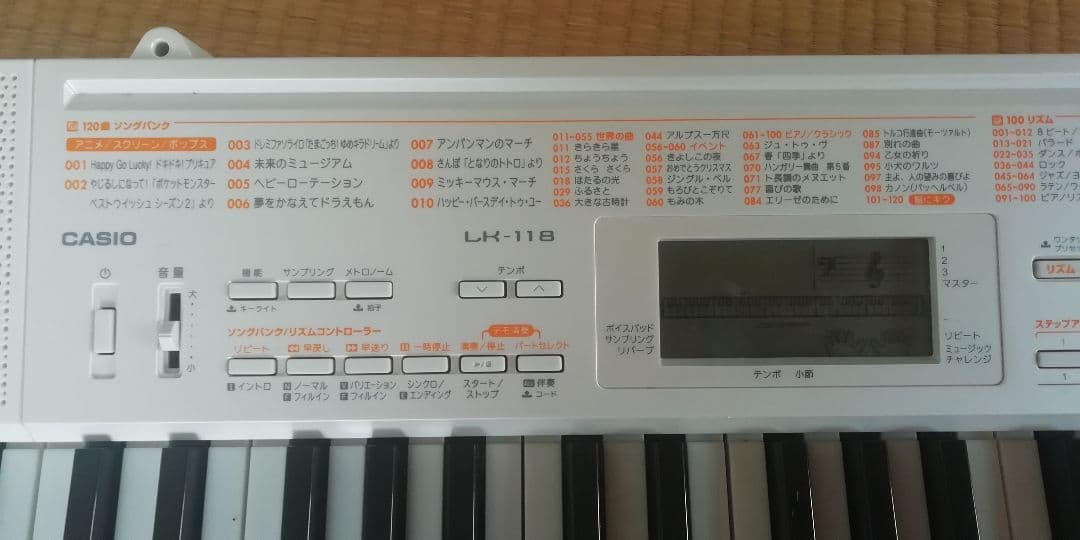 120曲 ソングバンク
アニメ/スクリーン/ポップス
001 Happy Go Lucky! ドキドキ!プリキュア
002 やじるしになって!「ポケットモンスター
ベストウイッシュ シーズン2」より
003 ドレミファソライロ「たまごっち!ゆめキラドリーム」より
004 未来のミュージアム
005 ヘビーローテーション
006 夢をかなえてドラえもん
007 アンパンマンのマーチ
008 さんぽ「となりのトトロ」より
009 ミッキーマウス・マーチ
010 ハッピー・バースデイ・トゥ・ユー
011-055 世界の曲
011 きらきら星
012 ちょうちょう
015 さくら さくら
018 ほたるの光
029 ふるさと
036 大きな古時計
044 アルプス一万尺
056-060 イベント
056 きよしこの夜
057 おめでとうクリスマス
058 ジングル・ベル
059 もろびとこぞりて
060 もみの木
061-100 ピアノ/クラシック
063 ジュ・トゥ・ヴ
067 春「四季」より
070 ハンガリー舞曲 第5番
071 ト長調のメヌエット
077 喜びの歌
084 エリーゼのために
085 トルコ行進曲(モーツァルト)
087 別れの曲
094 乙女の祈り
095 小犬のワルツ
097 主よ、人の望みの喜びよ
098 カノン(パッヘルベル)
101-120 脳にキク
100 リズム
001-012 8ビート/
013-021 バラード
022-035 ダンス/
036-044 ロック
045-064 ジャズ/
065-090 ラテン/
091-100 ピアノリズ
CASIO
LK-118
音量
大
小
機能
サンプリング
メトロノーム
キーライト
拍子
テンポ
ソングバンク/リズムコントローラー
デモ演奏
リピート
早戻し
早送り
一時停止
演奏/停止
パートセレクト
イントロ
ノーマル
フィルイン
バリエーション
フィルイン
シンクロ/
エンディング
スタート/
ストップ
伴奏
コード
ボイスパッド
サンプリング
リバーブ
1
2
3
マスター
リピート
ミュージック
チャレンジ
テンポ 小節
ワンタッ
プリセ
リズム
ステップア
1